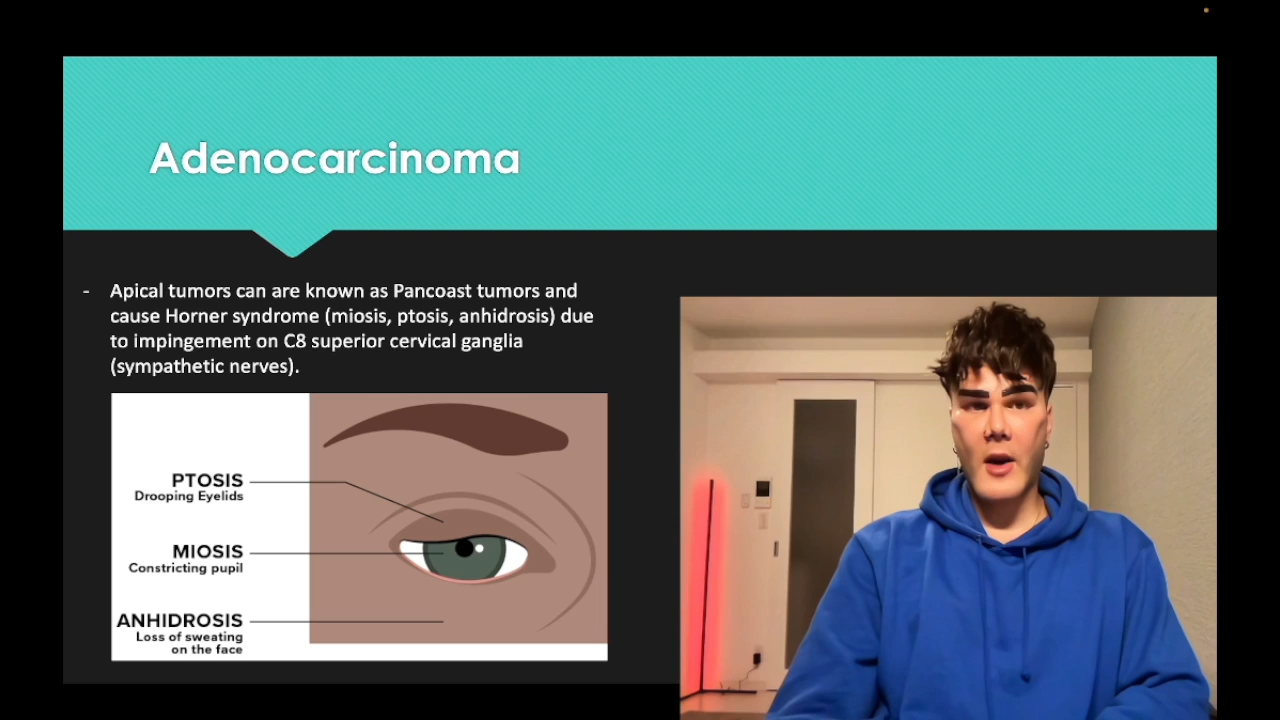 Adenocarcinoma
- Apical tumors can are known as Pancoast tumors and
cause Horner syndrome (miosis, ptosis, anhidrosis) due
to impingement on C8 superior cervical ganglia
(sympathetic nerves).
PTOSIS
Drooping Eyelids
MIOSIS
Constricting pupil
ANHIDROSIS
Loss of sweating
on the face